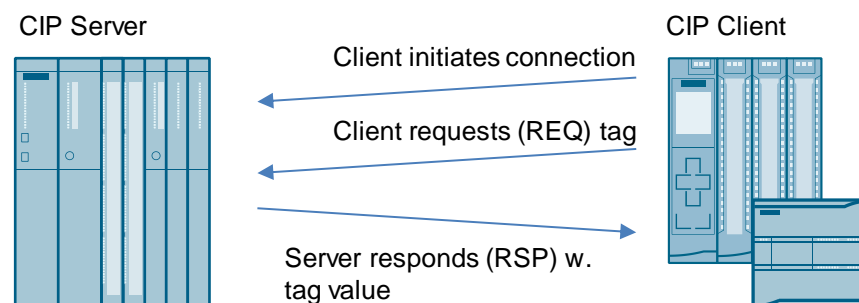 CIP Server
CIP Client
Client initiates connection
Client requests (REQ) tag
Server responds (RSP) w.
tag value